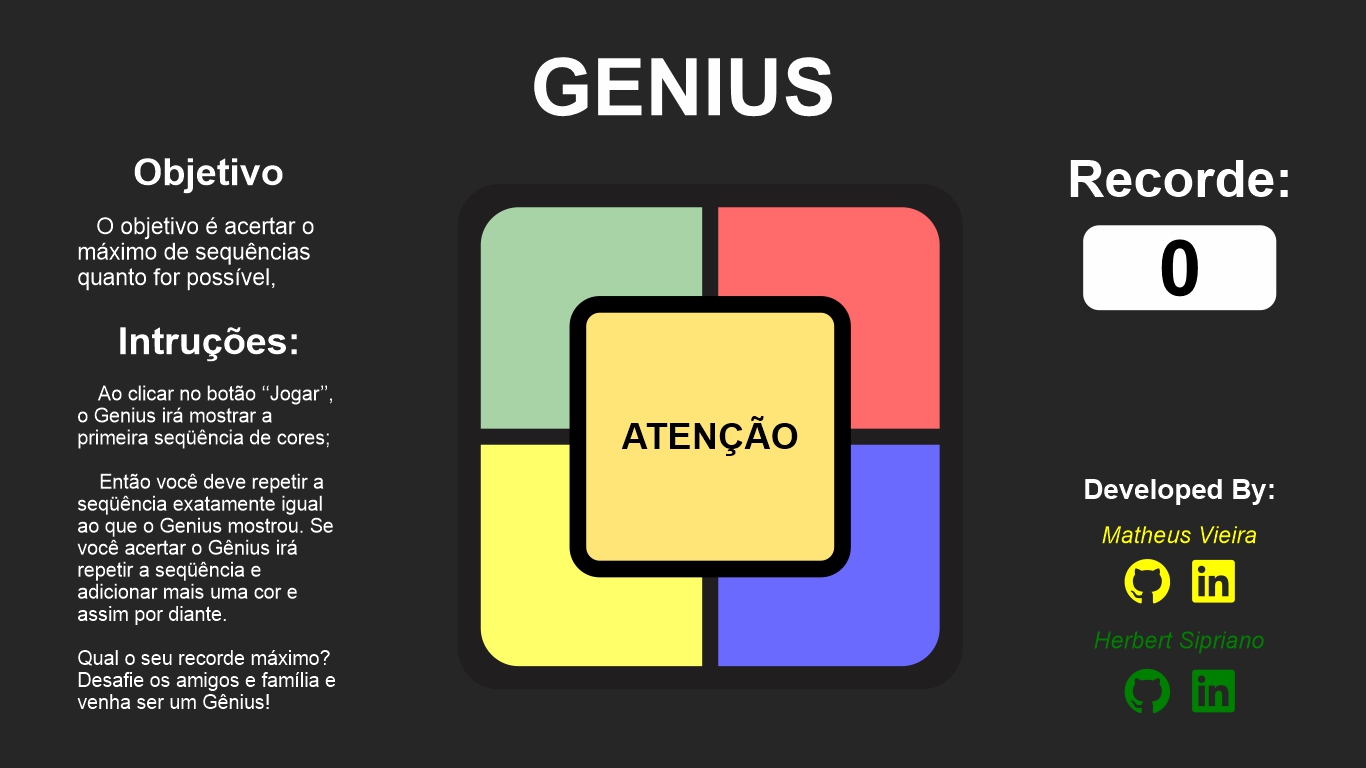 GENIUS
Objetivo
O objetivo é acertar o
máximo de sequências
quanto for possível,
Intruções:
Ao clicar no botão “Jogar”,
o Genius irá mostrar a
primeira seqüência de cores;
Então você deve repetir a
seqüência exatamente igual
ao que o Genius mostrou. Se
você acertar o Gênius irá
repetir a seqüência e
adicionar mais uma cor e
assim por diante.
Qual o seu recorde máximo?
Desafie os amigos e família e
venha ser um Gênius!
ATENÇÃO
Recorde:
0
Developed By:
Matheus Vieira
in
Herbert Sipriano
in